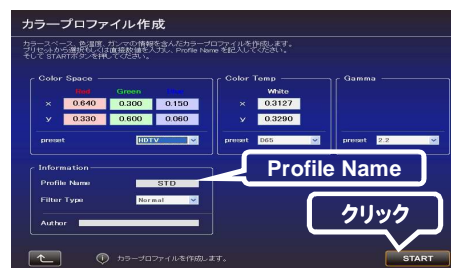 カラープロファイル作成
カラースペース、色温度、ガンマの情報を含んだカラープロファイルを作成します。
プリセットから選択もしくは直接数値を入力し、Profile Name を記入してください。
そして STARTボタンを押してください。
Color Space
Color Temp
Gamma
Red Green Blue
White
x 0.640 0.300 0.150
x 0.3127
y 0.330 0.600 0.060
y 0.3290
preset HDTV
preset D65
preset 2.2
Information
Profile Name STD
Profile Name
Filter Type Normal
クリック
Author
カラープロファイルを作成します。
START